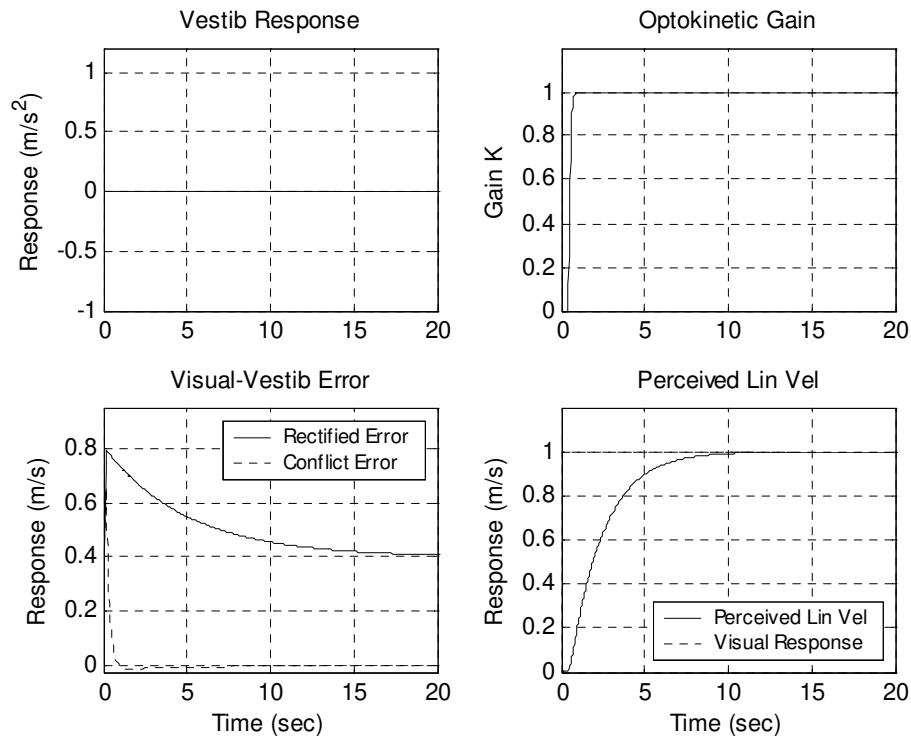 Vestib Response
1
0.5
0
-0.5
-1
0 5 10 15 20
Response (m/s²)
Optokinetic Gain
1
0.8
0.6
0.4
0.2
0
0 5 10 15 20
Gain K
Visual-Vestib Error
0.8
0.6
0.4
0.2
0
0 5 10 15 20
Response (m/s)
Time (sec)
Rectified Error
Conflict Error
Perceived Lin Vel
1
0.8
0.6
0.4
0.2
0
0 5 10 15 20
Response (m/s)
Time (sec)
Perceived Lin Vel
Visual Response